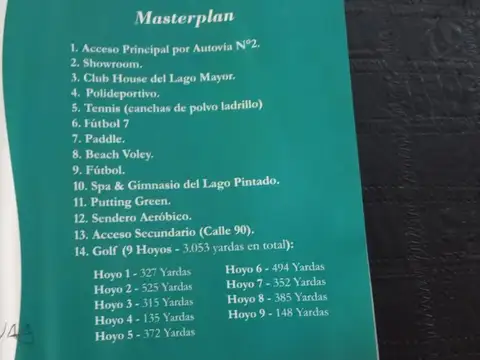 Masterplan
1. Acceso Principal por Autovía Nº2.
2. Showroom.
3. Club House del Lago Mayor.
4. Polideportivo.
5. Tennis (canchas de polvo ladrillo)
6. Fútbol 7
7. Paddle.
8. Beach Voley.
9. Fútbol.
10. Spa & Gimnasio del Lago Pintado.
11. Putting Green.
12. Sendero Aeróbico.
13. Acceso Secundario (Calle 90).
14. Golf (9 Hoyos - 3.053 yardas en total):
Hoyo 1 - 327 Yardas
Hoyo 2 - 525 Yardas
Hoyo 3 - 315 Yardas
Hoyo 4 - 135 Yardas
Hoyo 5 - 372 Yardas
Hoyo 6 - 494 Yardas
Hoyo 7 - 352 Yardas
Hoyo 8 - 385 Yardas
Hoyo 9 - 148 Yardas